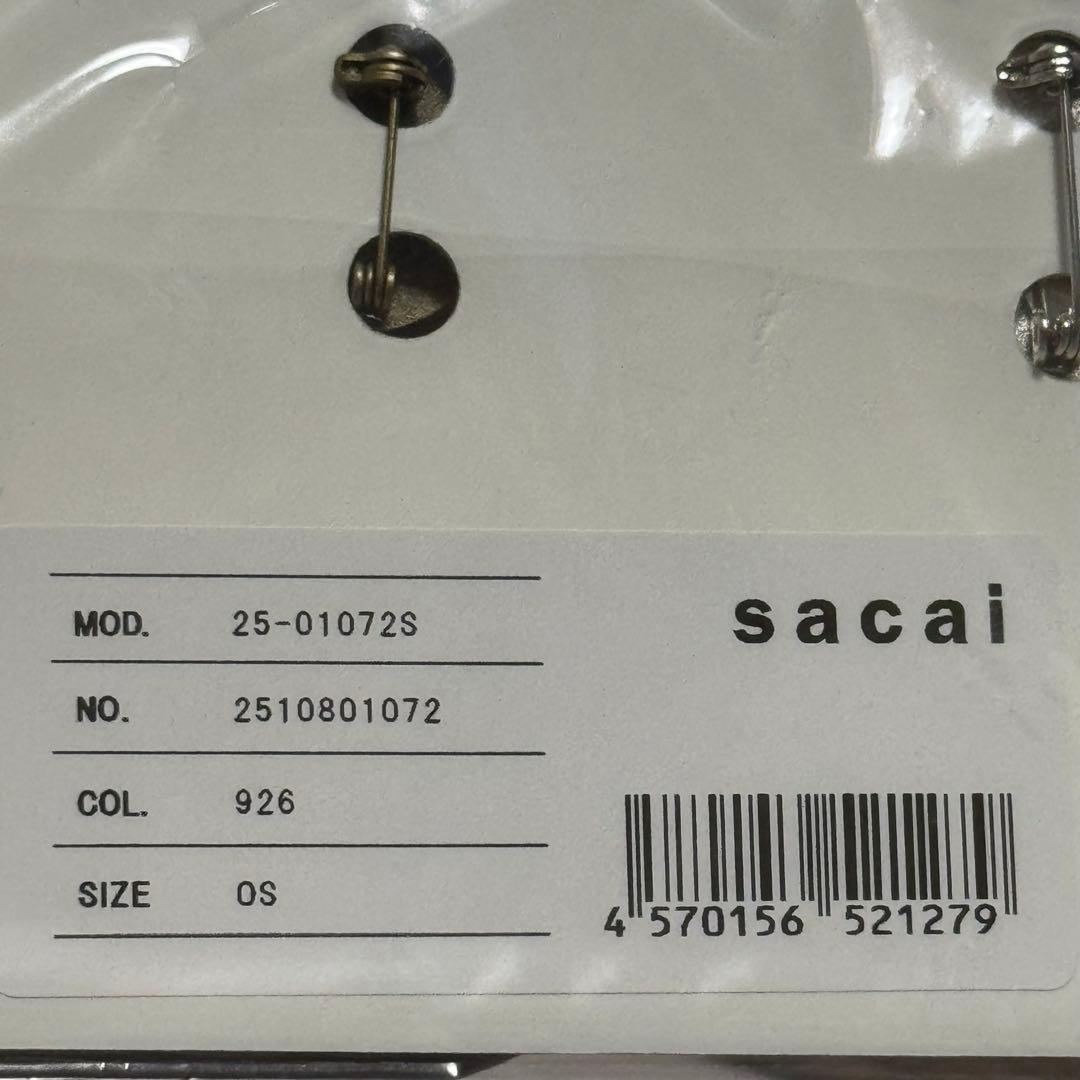 sacai
MOD. 25-01072S
NO. 2510801072
COL. 926
SIZE OS
4 570156 521279